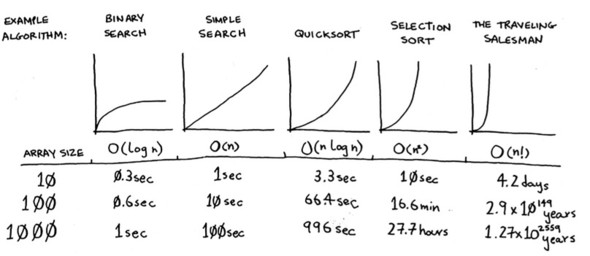 EXAMPLE ALGORITHM: BINARY SEARCH SIMPLE SEARCH QUICKSORT SELECTION SORT THE TRAVELING SALESMAN
ARRAY SIZE O(log n) O(n) O(n log n) O(n²) O(n!)
10 0.3sec 1sec 3.3sec 10sec 4.2 days
100 0.6sec 10sec 66.4sec 16.6min 2.9x10¹⁴⁹ years
1000 1sec 100sec 996sec 27.7hours 1.27x10²⁵⁵⁹ years